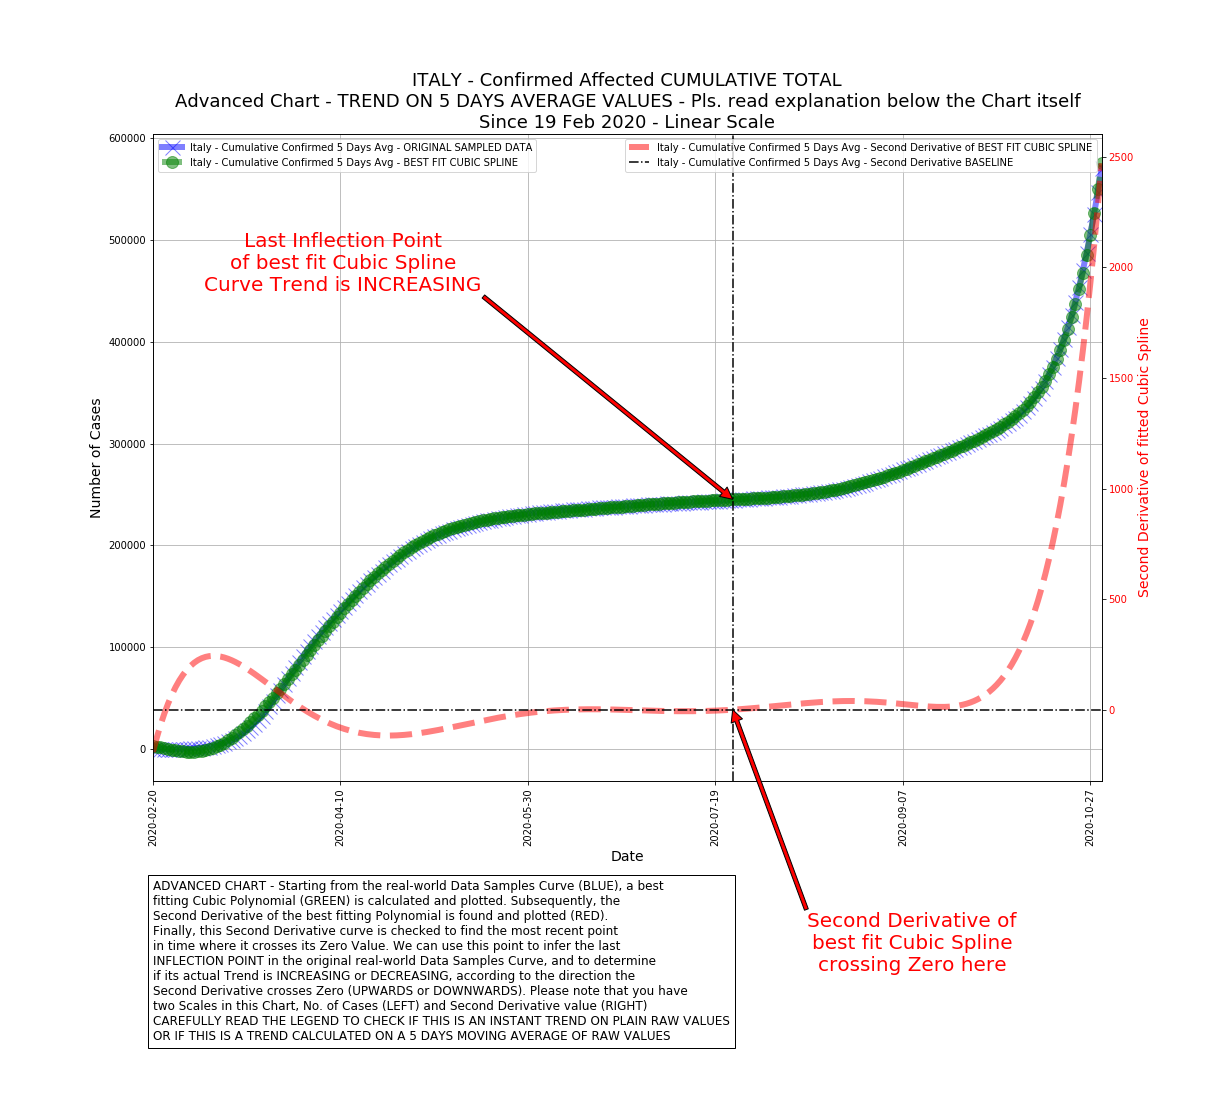 ITALY - Confirmed Affected CUMULATIVE TOTAL
Advanced Chart - TREND ON 5 DAYS AVERAGE VALUES - Pls. read explanation below the Chart itself
Since 19 Feb 2020 - Linear Scale
Italy - Cumulative Confirmed 5 Days Avg - ORIGINAL SAMPLED DATA
Italy - Cumulative Confirmed 5 Days Avg - BEST FIT CUBIC SPLINE
Italy - Cumulative Confirmed 5 Days Avg - Second Derivative of BEST FIT CUBIC SPLINE
Italy - Cumulative Confirmed 5 Days Avg - Second Derivative BASELINE
Last Inflection Point
of best fit Cubic Spline
Curve Trend is INCREASING
Number of Cases
600000
500000
400000
300000
200000
100000
0
2500
2000
1500
1000
500
0
Second Derivative of fitted Cubic Spline
2020-02-20
2020-04-10
2020-05-30
2020-07-19
2020-09-07
2020-10-27
Date
Second Derivative of
best fit Cubic Spline
crossing Zero here
ADVANCED CHART - Starting from the real-world Data Samples Curve (BLUE), a best
fitting Cubic Polynomial (GREEN) is calculated and plotted. Subsequently, the
Second Derivative of the best fitting Polynomial is found and plotted (RED).
Finally, this Second Derivative curve is checked to find the most recent point
in time where it crosses its Zero Value. We can use this point to infer the last
INFLECTION POINT in the original real-world Data Samples Curve, and to determine
if its actual Trend is INCREASING or DECREASING, according to the direction the
Second Derivative crosses Zero (UPWARDS or DOWNWARDS). Please note that you have
two Scales in this Chart, No. of Cases (LEFT) and Second Derivative value (RIGHT)
CAREFULLY READ THE LEGEND TO CHECK IF THIS IS AN INSTANT TREND ON PLAIN RAW VALUES
OR IF THIS IS A TREND CALCULATED ON A 5 DAYS MOVING AVERAGE OF RAW VALUES